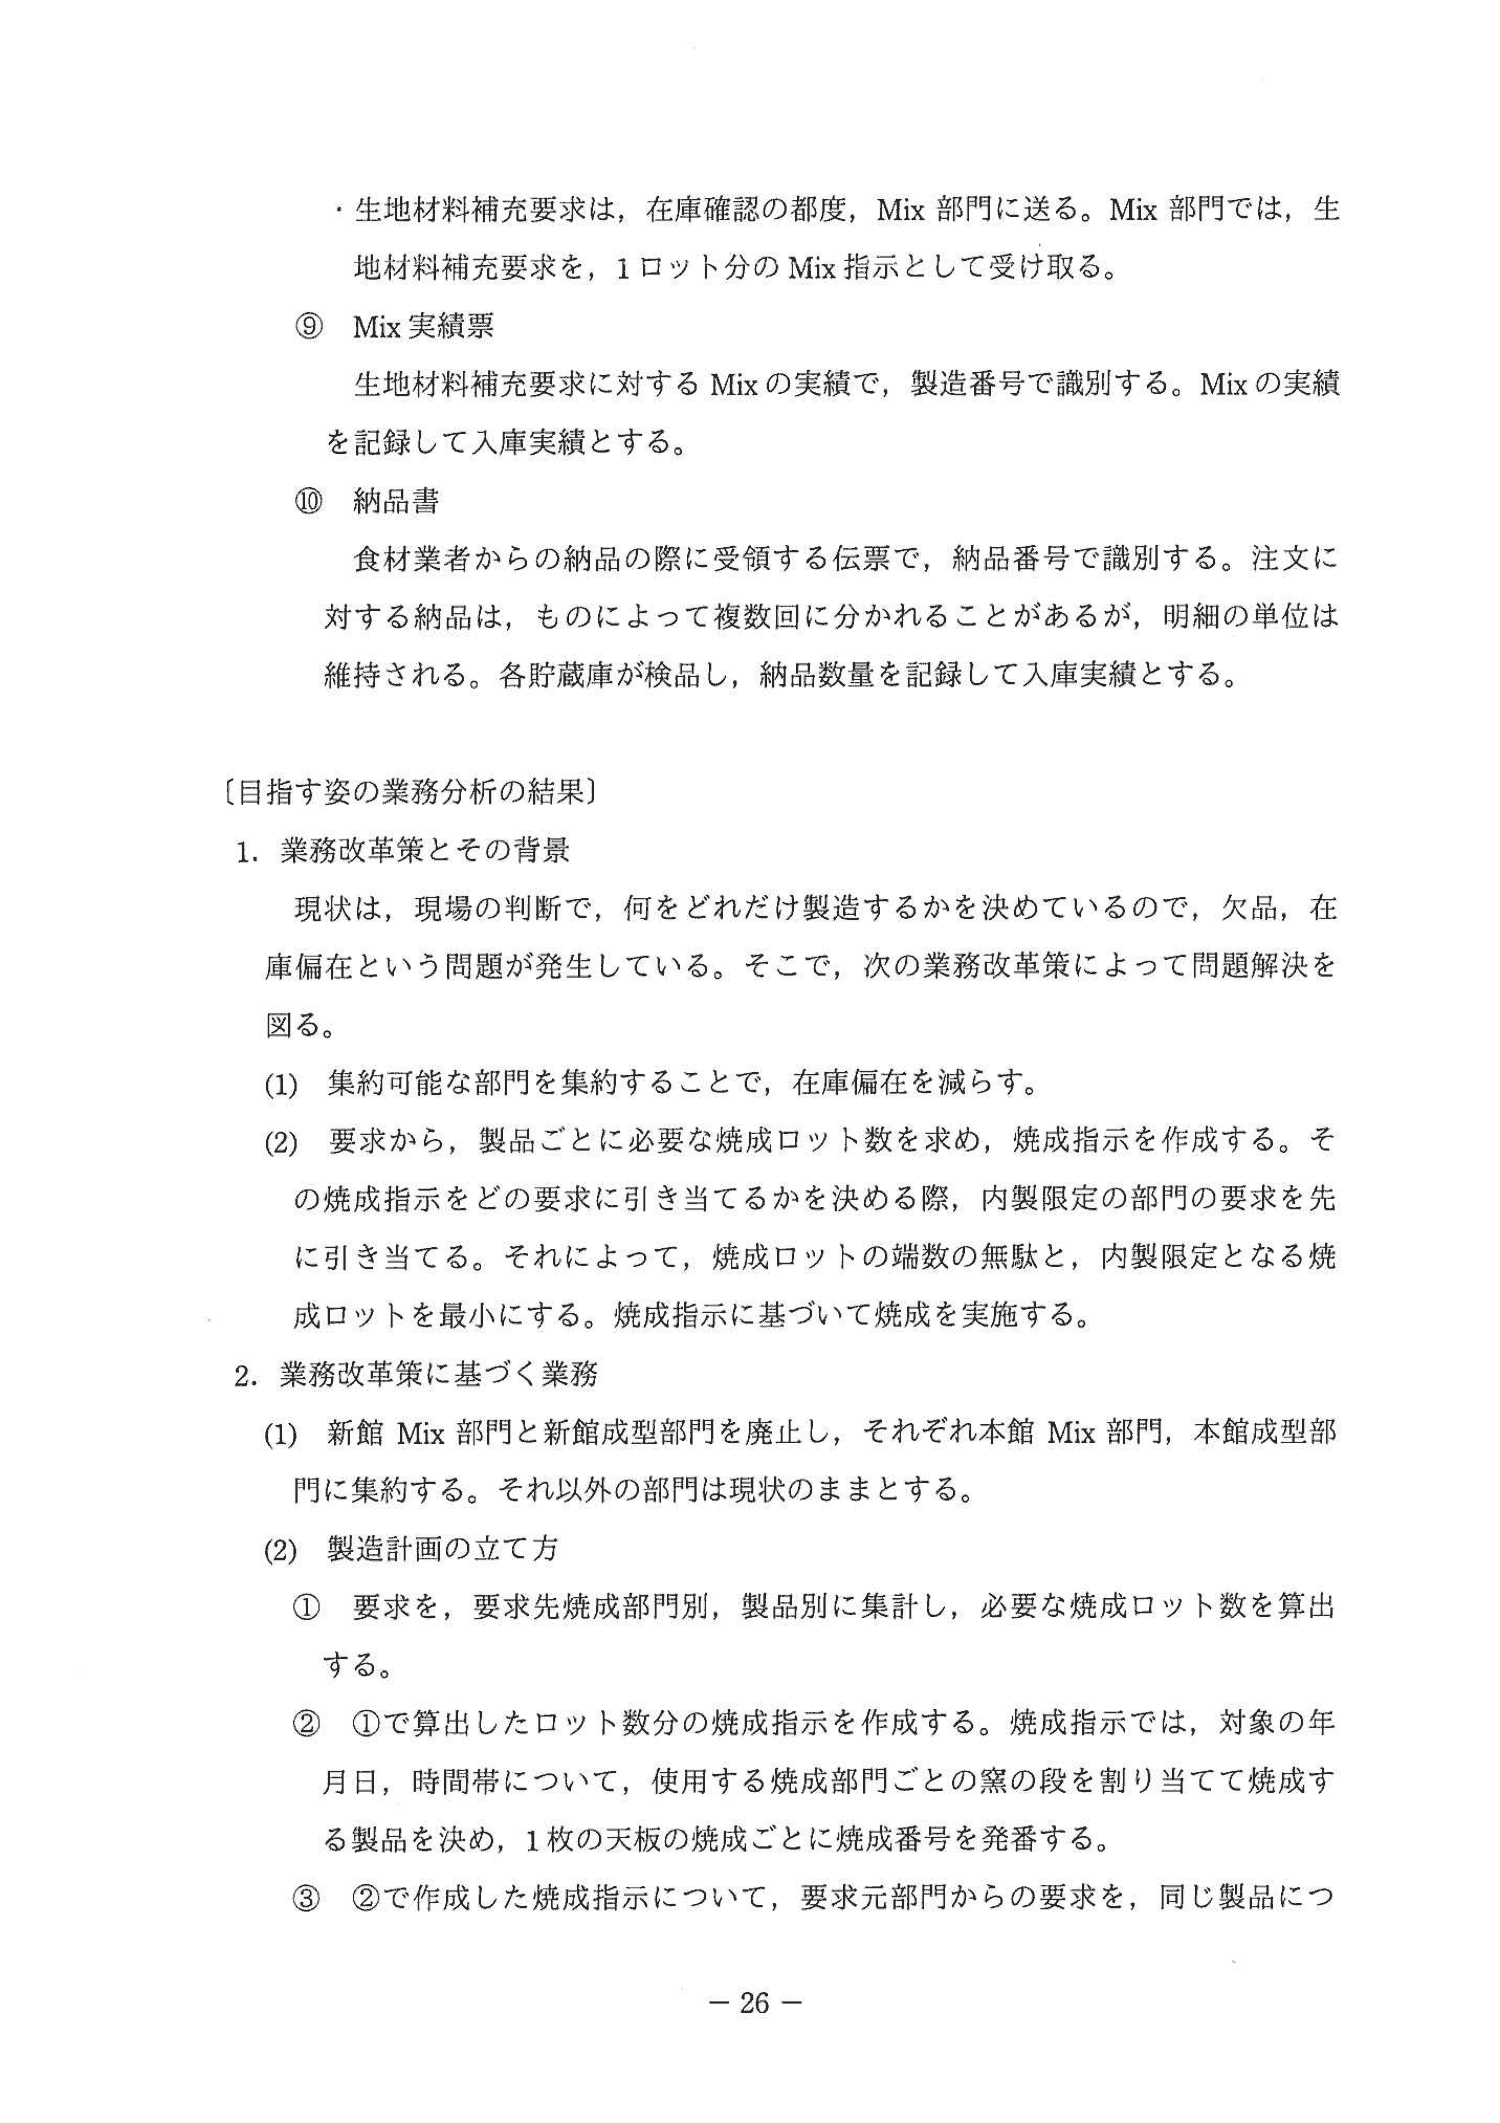 ・生地材料補充要求は，在庫確認の都度，Mix 部門に送る。Mix 部門では，生
地材料補充要求を，1 ロット分の Mix 指示として受け取る。
⑨　Mix 実績票
生地材料補充要求に対する Mix の実績で，製造番号で識別する。Mix の実績
を記録して入庫実績とする。
⑩　納品書
食材業者からの納品の際に受領する伝票で，納品番号で識別する。注文に
対する納品は，ものによって複数回に分かれることがあるが，明細の単位は
維持される。各貯蔵庫が検品し，納品数量を記録して入庫実績とする。
〔目指す姿の業務分析の結果〕
1．業務改革策とその背景
現状は，現場の判断で，何をどれだけ製造するかを決めているので，欠品，在
庫偏在という問題が発生している。そこで，次の業務改革策によって問題解決を
図る。
(1)　集約可能な部門を集約することで，在庫偏在を減らす。
(2)　要求から，製品ごとに必要な焼成ロット数を求め，焼成指示を作成する。そ
の焼成指示をどの要求に引き当てるかを決める際，内製限定の部門の要求を先
に引き当てる。それによって，焼成ロットの端数の無駄と，内製限定となる焼
成ロットを最小にする。焼成指示に基づいて焼成を実施する。
2．業務改革策に基づく業務
(1)　新館 Mix 部門と新館成型部門を廃止し，それぞれ本館 Mix 部門，本館成型部
門に集約する。それ以外の部門は現状のままとする。
(2)　製造計画の立て方
①　要求を，要求先焼成部門別，製品別に集計し，必要な焼成ロット数を算出
する。
②　①で算出したロット数分の焼成指示を作成する。焼成指示では，対象の年
月日，時間帯について，使用する焼成部門ごとの窯の段を割り当てて焼成す
る製品を決め，1 枚の天板の焼成ごとに焼成番号を発番する。
③　②で作成した焼成指示について，要求元部門からの要求を，同じ製品につ
－ 26 －